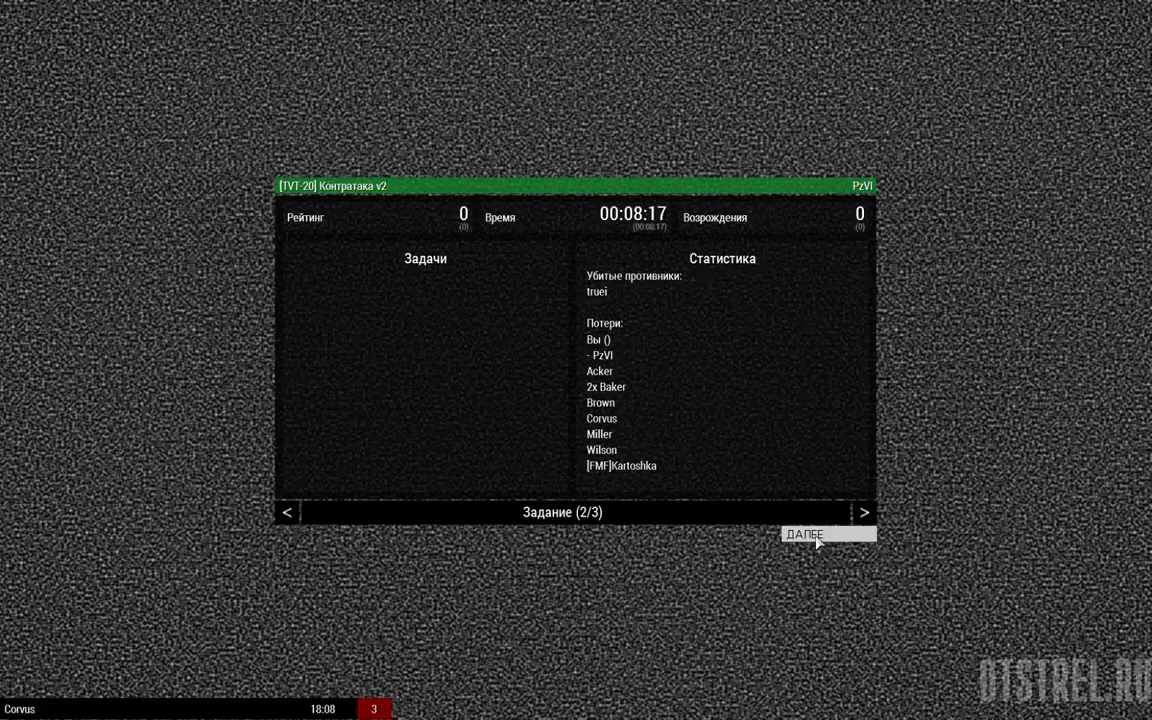 [TVT-20] Контратака v2 PzVI
Рейтинг 0 Время 00:08:17 Возрождения 0
(0) (00:08:17) (0)
Задачи
Статистика
Убитые противники:
truei
Потери:
Вы ()
- PzVI
Acker
2x Baker
Brown
Corvus
Miller
Wilson
[FMF]Kartoshka
< Задание (2/3) >
ДАЛЕЕ
OTSTREL.RU
Corvus 18:08 3